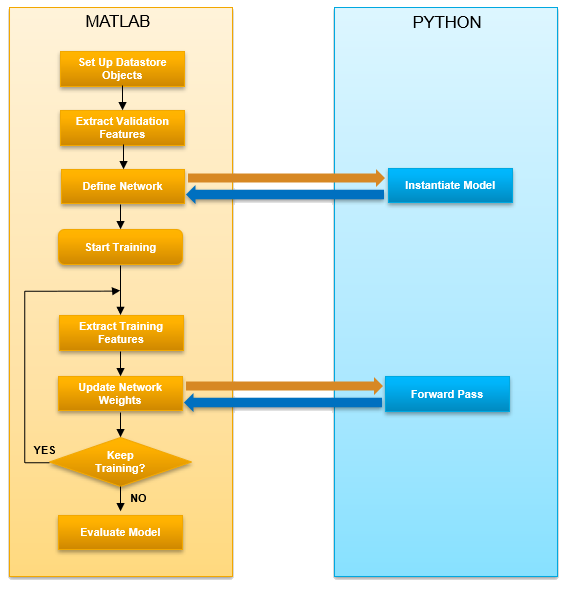 MATLAB
PYTHON
Set Up Datastore
Objects
Extract Validation
Features
Define Network
Instantiate Model
Start Training
Extract Training
Features
Update Network
Weights
Forward Pass
YES
Keep
Training?
NO
Evaluate Model